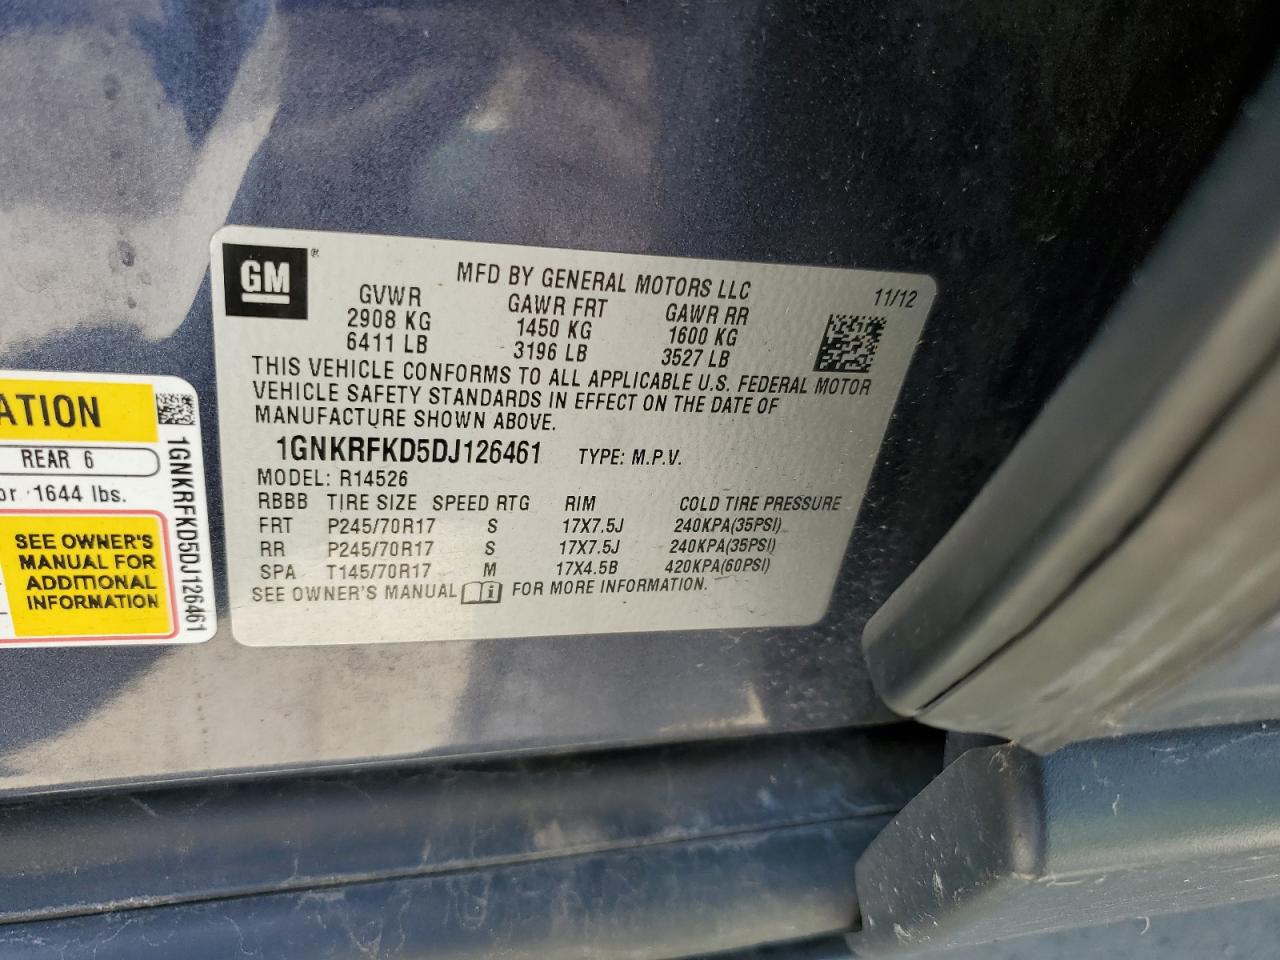 GM ®
MFD BY GENERAL MOTORS LLC
11/12
GVWR GAWR FRT GAWR RR
2908 KG 1450 KG 1600 KG
6411 LB 3196 LB 3527 LB
THIS VEHICLE CONFORMS TO ALL APPLICABLE U.S. FEDERAL MOTOR
VEHICLE SAFETY STANDARDS IN EFFECT ON THE DATE OF
MANUFACTURE SHOWN ABOVE.
1GNKRFKD5DJ126461 TYPE: M.P.V.
MODEL: R14526
RBBB TIRE SIZE SPEED RTG RIM COLD TIRE PRESSURE
FRT P245/70R17 S 17X7.5J 240KPA(35PSI)
RR P245/70R17 S 17X7.5J 240KPA(35PSI)
SPA T145/70R17 M 17X4.5B 420KPA(60PSI)
SEE OWNER'S MANUAL FOR MORE INFORMATION.
ATION
REAR 6
or 1644 lbs.
SEE OWNER'S
MANUAL FOR
ADDITIONAL
INFORMATION
1GNKRFKD5DJ126461